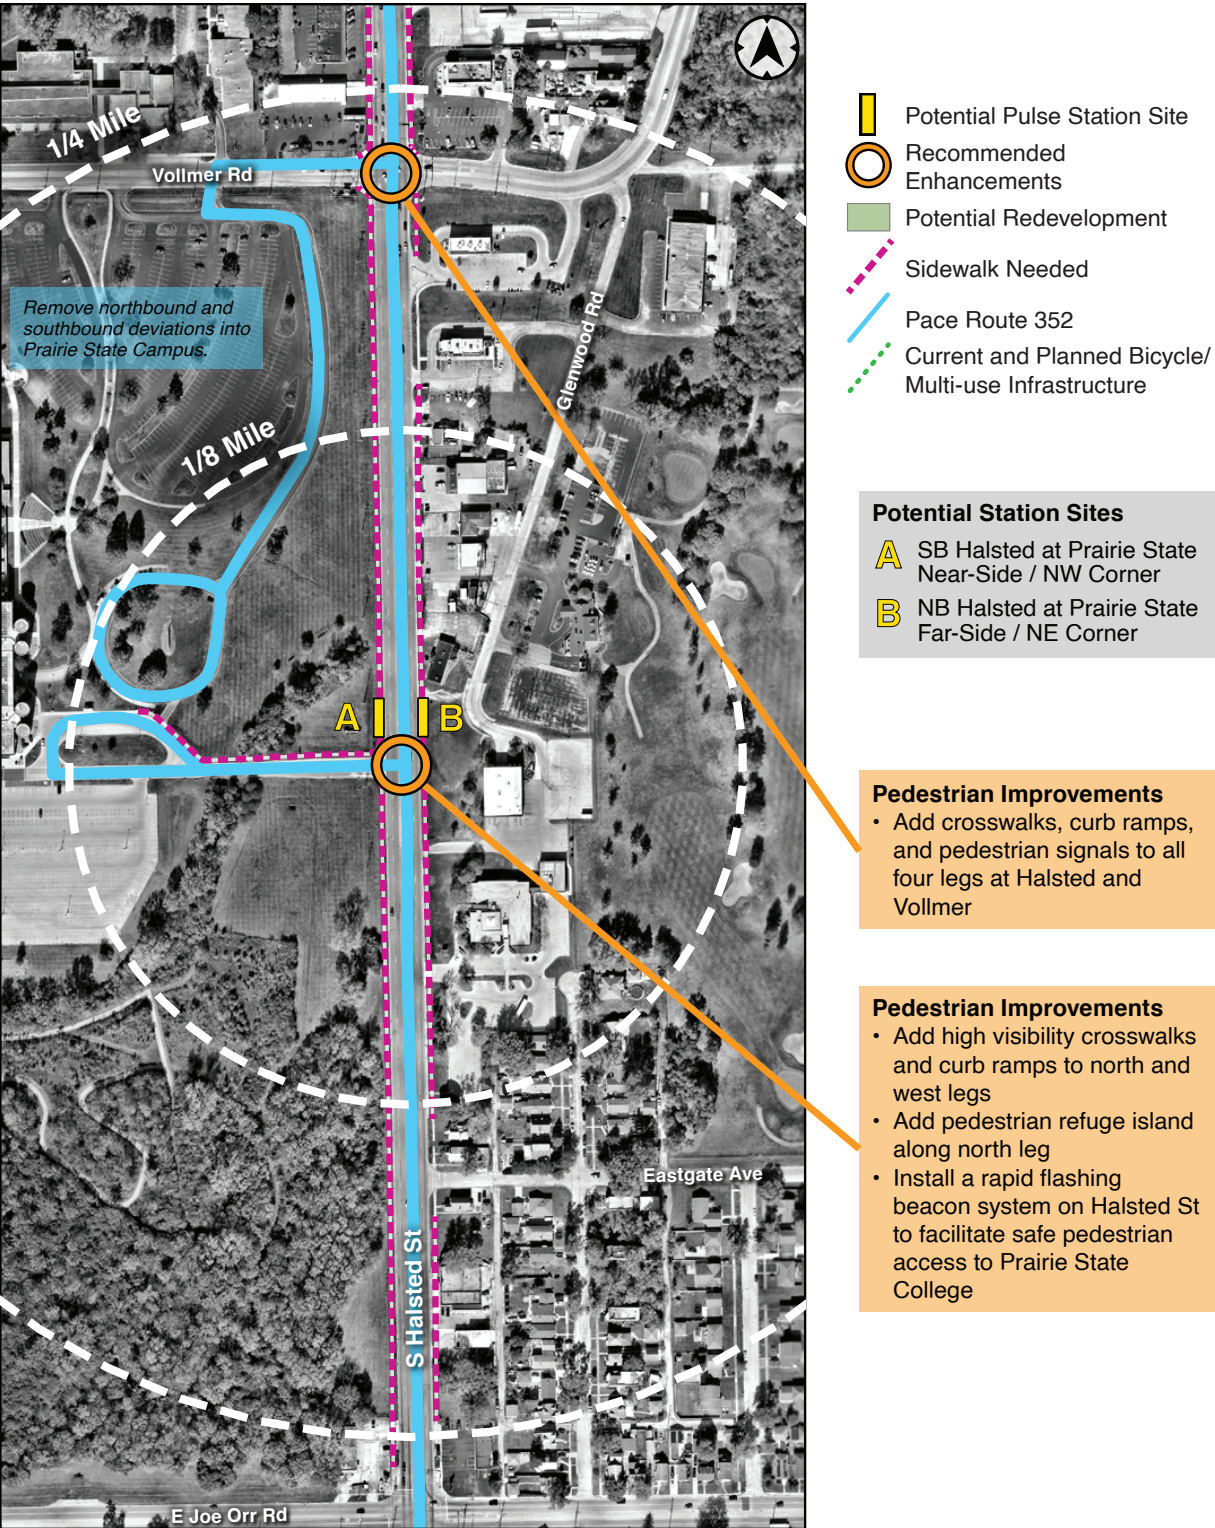 1/4 Mile
Vollmer Rd
Remove northbound and
southbound deviations into
Prairie State Campus.
Glenwood Rd
1/8 Mile
A
B
Eastgate Ave
S Halsted St
E Joe Orr Rd
Potential Pulse Station Site
Recommended
Enhancements
Potential Redevelopment
Sidewalk Needed
Pace Route 352
Current and Planned Bicycle/
Multi-use Infrastructure
Potential Station Sites
A SB Halsted at Prairie State
Near-Side / NW Corner
B NB Halsted at Prairie State
Far-Side / NE Corner
Pedestrian Improvements
• Add crosswalks, curb ramps,
and pedestrian signals to all
four legs at Halsted and
Vollmer
Pedestrian Improvements
• Add high visibility crosswalks
and curb ramps to north and
west legs
• Add pedestrian refuge island
along north leg
• Install a rapid flashing
beacon system on Halsted St
to facilitate safe pedestrian
access to Prairie State
College